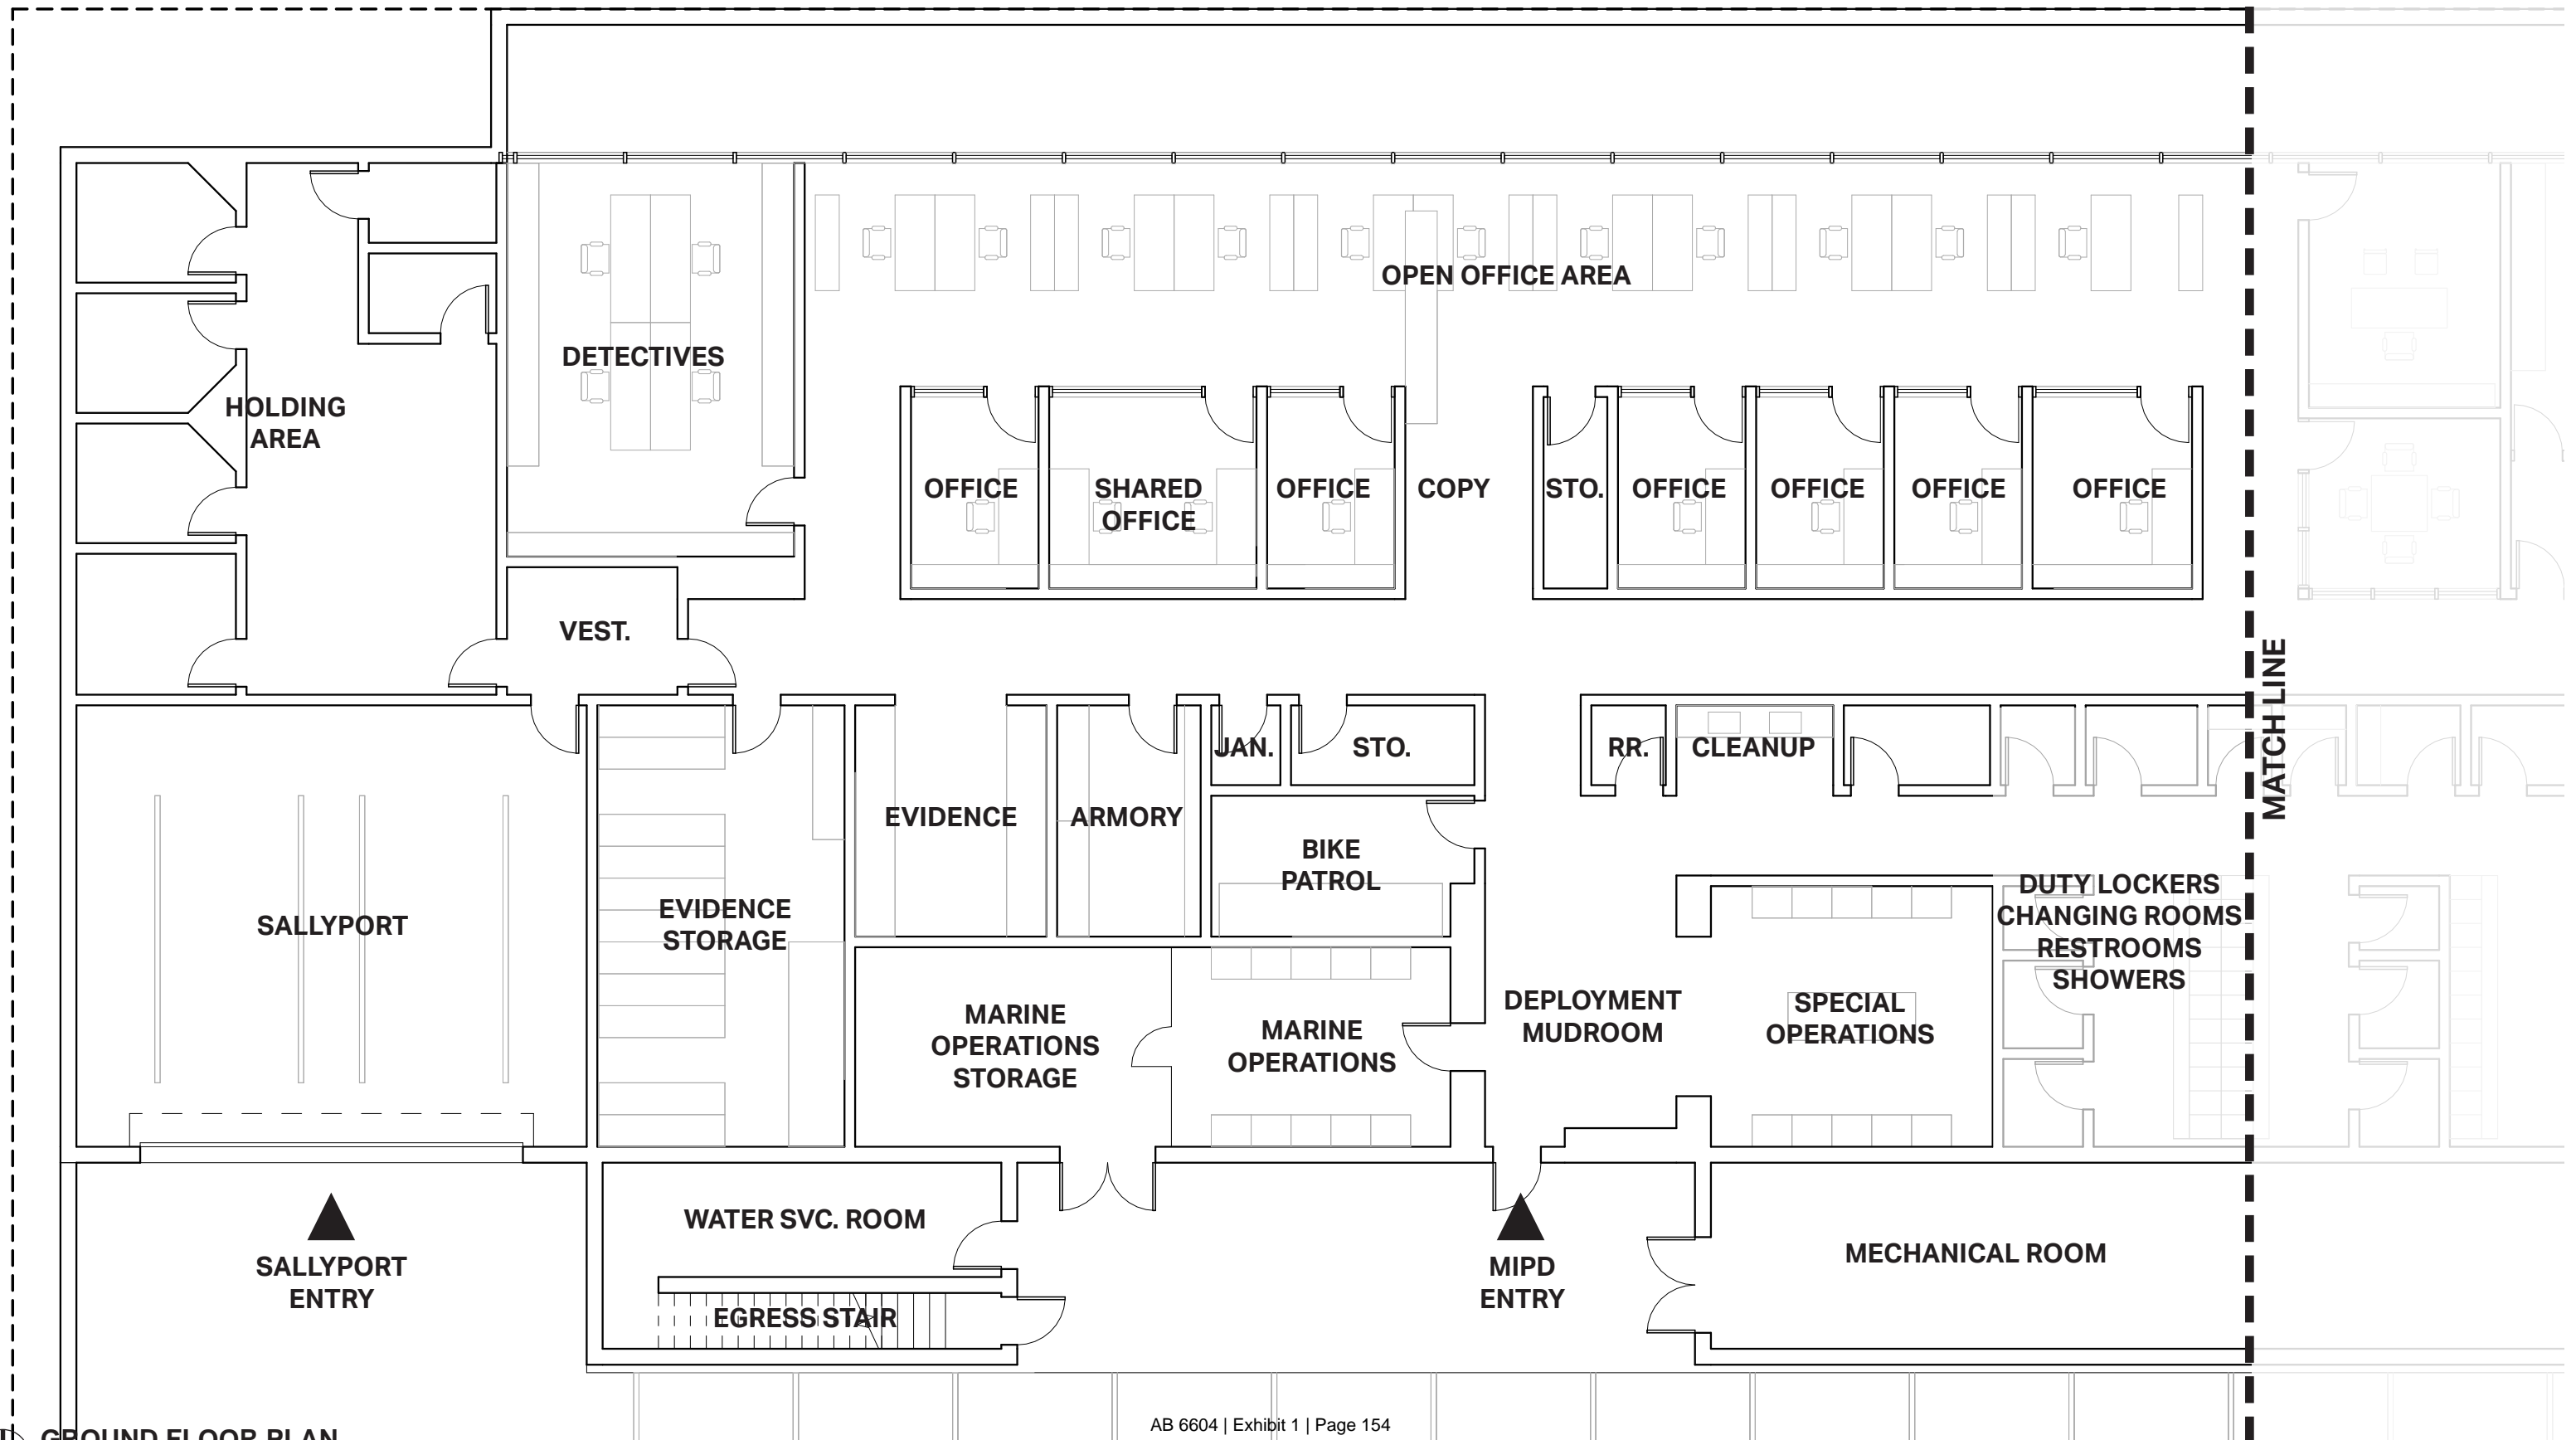 OPEN OFFICE AREA
DETECTIVES
HOLDING
AREA
OFFICE
SHARED
OFFICE
OFFICE
COPY
STO.
OFFICE
OFFICE
OFFICE
OFFICE
VEST.
MATCH LINE
JAN.
STO.
RR.
CLEANUP
EVIDENCE
ARMORY
BIKE
PATROL
SALLYPORT
EVIDENCE
STORAGE
DUTY LOCKERS
CHANGING ROOMS
RESTROOMS
SHOWERS
MARINE
OPERATIONS
STORAGE
MARINE
OPERATIONS
DEPLOYMENT
MUDROOM
SPECIAL
OPERATIONS
WATER SVC. ROOM
SALLYPORT
ENTRY
EGRESS STAIR
MIPD
ENTRY
MECHANICAL ROOM
AB 6604 | Exhibit 1 | Page 154
GROUND FLOOR PLAN